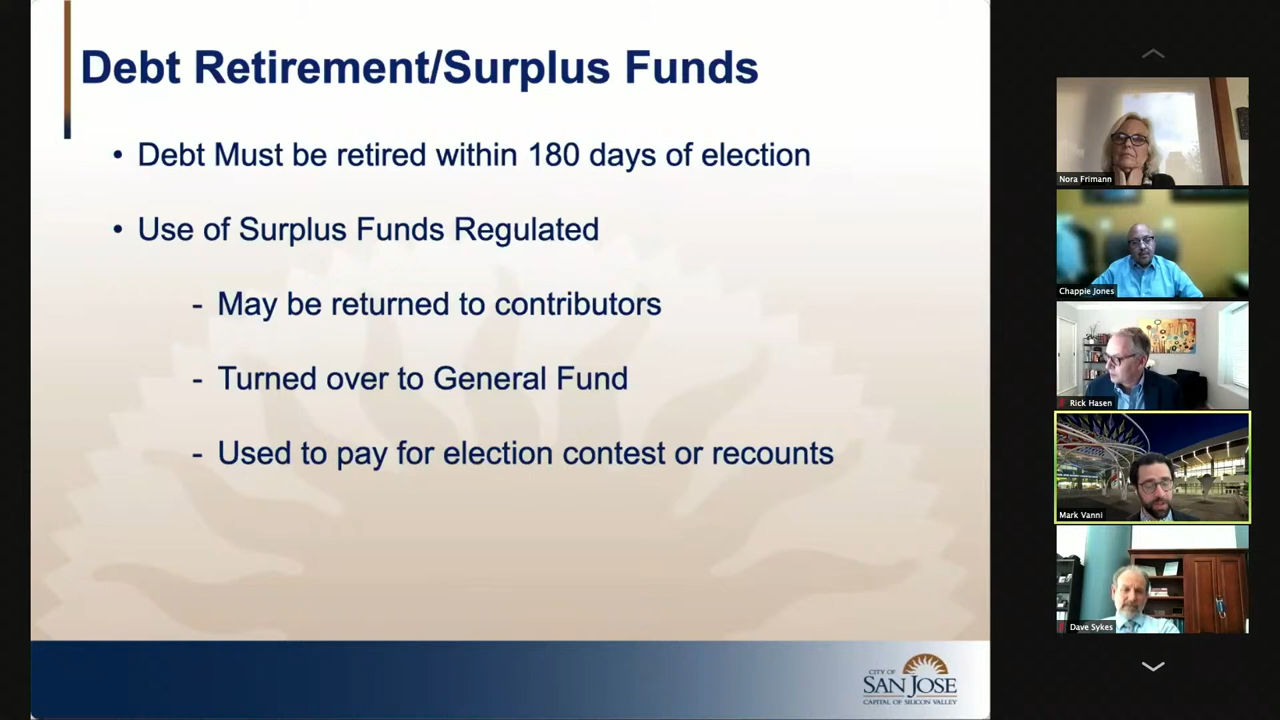 Debt Retirement/Surplus Funds
• Debt Must be retired within 180 days of election
• Use of Surplus Funds Regulated
- May be returned to contributors
- Turned over to General Fund
- Used to pay for election contest or recounts
CITY OF
SAN JOSE
CAPITAL OF SILICON VALLEY
Nora Frimann
Chappie Jones
Rick Hasen
Mark Vanni
Dave Sykes